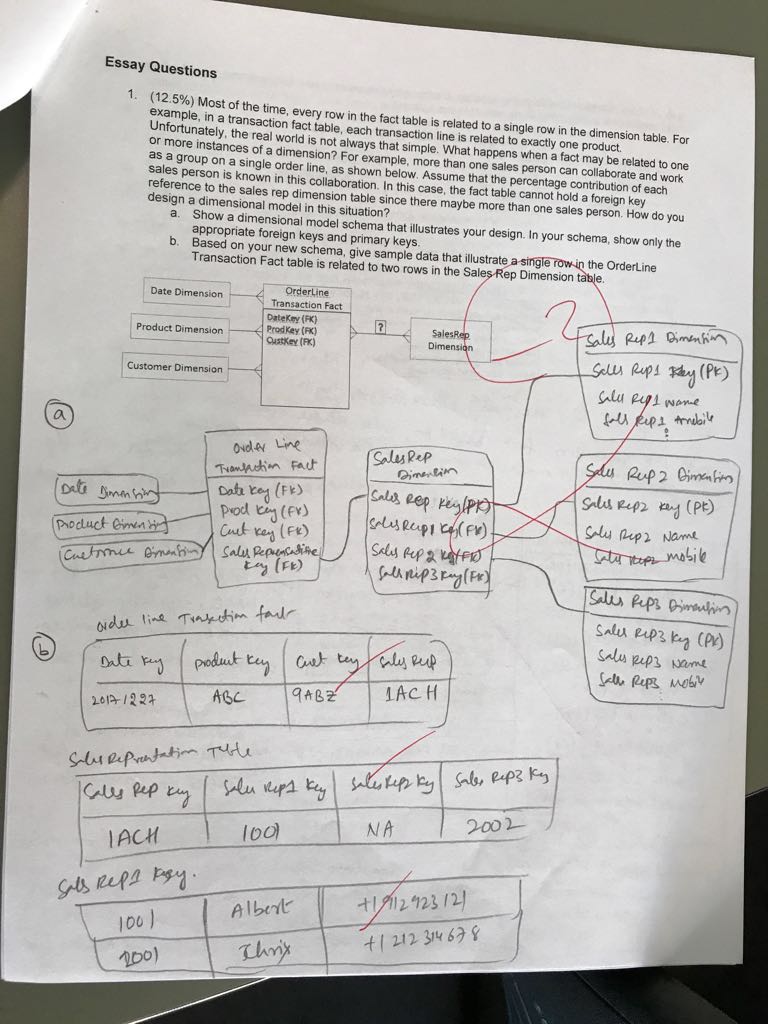 Essay Questions
1. (12.5%) Most of the time, every row in the fact table is related to a single row in the dimension table. For
example, in a transaction fact table, each transaction line is related to exactly one product.
Unfortunately, the real world is not always that simple. What happens when a fact may be related to one
or more instances of a dimension? For example, more than one sales person can collaborate and work
as a group on a single order line, as shown below. Assume that the percentage contribution of each
sales person is known in this collaboration. In this case, the fact table cannot hold a foreign key
reference to the sales rep dimension table since there maybe more than one sales person. How do you
design a dimensional model in this situation?
a. Show a dimensional model schema that illustrates your design. In your schema, show only the
appropriate foreign keys and primary keys.
b. Based on your new schema, give sample data that illustrate a single row in the OrderLine
Transaction Fact table is related to two rows in the Sales Rep Dimension table.
Date Dimension
Product Dimension
Customer Dimension
OrderLine
Transaction Fact
DateKey (FK)
ProdKey (FK)
CustKey (FK)
?
SalesRep
Dimension
2
a
Date Dimension
Product Dimension
Customer Dimension
Order Line
Transaction Fact
Date Key (FK)
Prod Key (FK)
Cust Key (FK)
Sales Representative
Key (FK)
Sales Rep
Dimension
Sales Rep Key (PK)
Sales Rep1 Key (FK)
Sales Rep 2 Key (FK)
Sales Rep3 Key (FK)
Sales Rep1 Dimension
Sales Rep1 Key (PK)
Sales Rep1 Name
Sales Rep1 mobile
Sales Rep 2 Dimension
Sales Rep2 Key (PK)
Sales Rep2 Name
Sales Rep2 mobile
Sales Rep3 Dimension
Sales Rep3 Key (PK)
Sales Rep3 Name
Sales Rep3 Mobile
b
Order line Transaction fact
Date Key product Key Cust Key Sales Rep
20171227 ABC 9ABZ 1ACH
Sales Representation Table
Sales Rep Key Sales Rep1 Key Sales Rep2 Key Sales Rep3 Key
1ACH 1001 NA 2002
Sales Rep1 Key.
1001 Albert +1912923121
2001 +1 212 314678